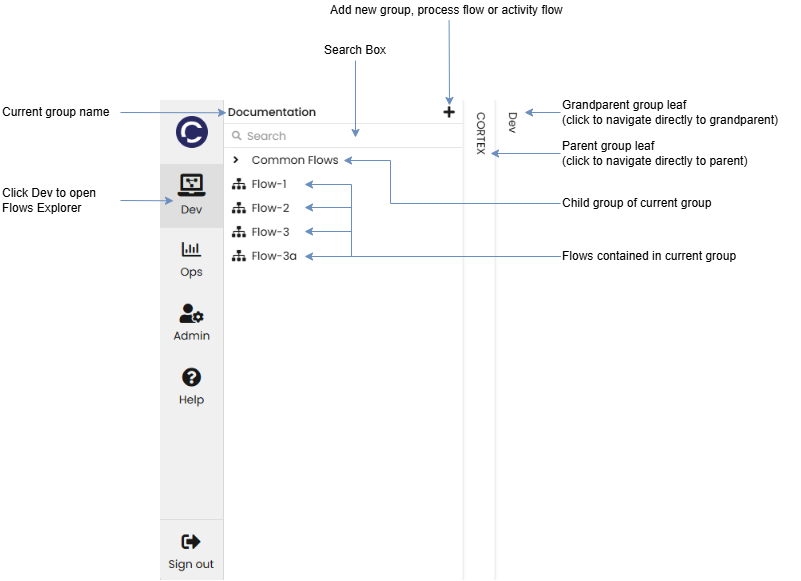 Add new group, process flow or activity flow
Search Box
Current group name
Documentation
Search
Common Flows
Flow-1
Flow-2
Flow-3
Flow-3a
CORTEX
Dev
Grandparent group leaf
(click to navigate directly to grandparent)
Parent group leaf
(click to navigate directly to parent)
Child group of current group
Flows contained in current group
Click Dev to open
Flows Explorer
Dev
Ops
Admin
Help
Sign out